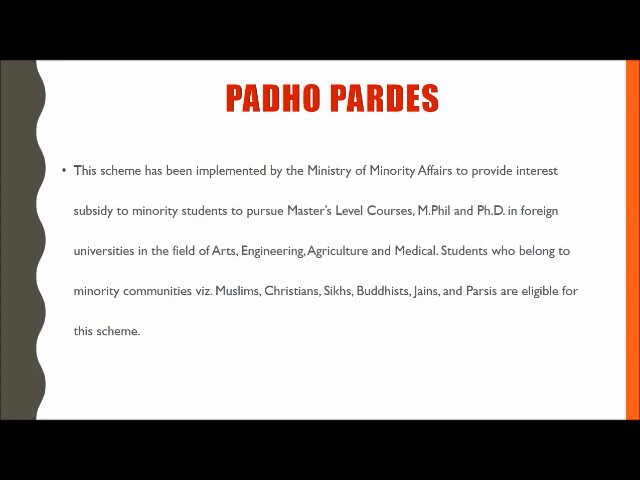 PADHO PARDES
• This scheme has been implemented by the Ministry of Minority Affairs to provide interest
subsidy to minority students to pursue Master's Level Courses, M.Phil and Ph.D. in foreign
universities in the field of Arts, Engineering, Agriculture and Medical. Students who belong to
minority communities viz. Muslims, Christians, Sikhs, Buddhists, Jains, and Parsis are eligible for
this scheme.